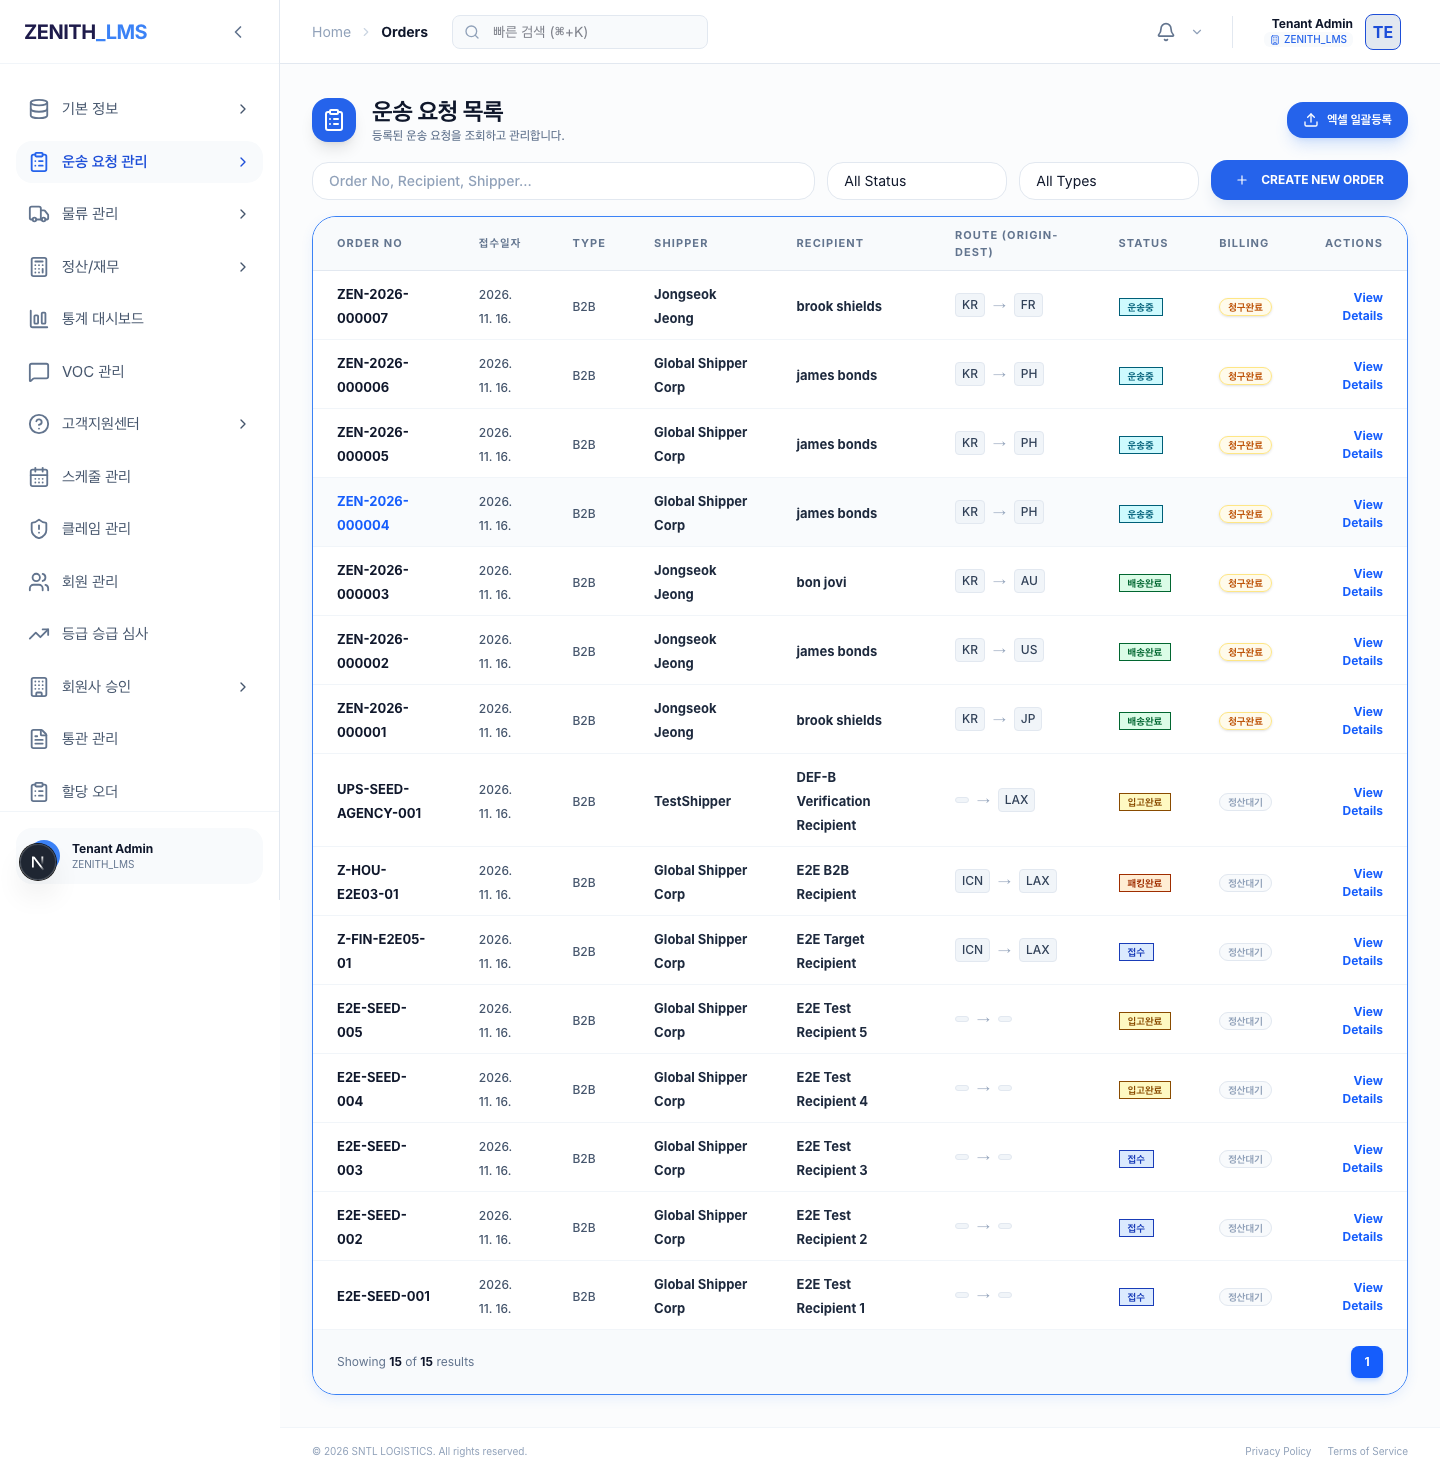 ZENITH_LMS
Home
Orders
빠른 검색 (⌘+K)
Tenant Admin
ZENITH_LMS
TE
기본 정보
운송 요청 관리
물류 관리
정산/재무
통계 대시보드
VOC 관리
고객지원센터
스케줄 관리
클레임 관리
회원 관리
등급 승급 심사
회원사 승인
통관 관리
할당 오더
N
Tenant Admin
ZENITH_LMS
운송 요청 목록
등록된 운송 요청을 조회하고 관리합니다.
엑셀 일괄등록
Order No, Recipient, Shipper...
All Status
All Types
CREATE NEW ORDER
ORDER NO 접수일자 TYPE SHIPPER RECIPIENT ROUTE (ORIGIN-
DEST) STATUS BILLING ACTIONS
ZEN-2026- 2026. B2B Jongseok brook shields KR → FR 운송중 청구완료 View
000007 11. 16. Jeong Details
ZEN-2026- 2026. B2B Global Shipper james bonds KR → PH 운송중 청구완료 View
000006 11. 16. Corp Details
ZEN-2026- 2026. B2B Global Shipper james bonds KR → PH 운송중 청구완료 View
000005 11. 16. Corp Details
ZEN-2026- 2026. B2B Global Shipper james bonds KR → PH 운송중 청구완료 View
000004 11. 16. Corp Details
ZEN-2026- 2026. B2B Jongseok bon jovi KR → AU 배송완료 청구완료 View
000003 11. 16. Jeong Details
ZEN-2026- 2026. B2B Jongseok james bonds KR → US 배송완료 청구완료 View
000002 11. 16. Jeong Details
ZEN-2026- 2026. B2B Jongseok brook shields KR → JP 배송완료 청구완료 View
000001 11. 16. Jeong Details
UPS-SEED- 2026. B2B TestShipper DEF-B → LAX 입고완료 정산대기 View
AGENCY-001 11. 16. Verification Details
Recipient
Z-HOU- 2026. B2B Global Shipper E2E B2B ICN → LAX 패킹완료 정산대기 View
E2E03-01 11. 16. Corp Recipient Details
Z-FIN-E2E05- 2026. B2B Global Shipper E2E Target ICN → LAX 접수 정산대기 View
01 11. 16. Corp Recipient Details
E2E-SEED- 2026. B2B Global Shipper E2E Test → 입고완료 정산대기 View
005 11. 16. Corp Recipient 5 Details
E2E-SEED- 2026. B2B Global Shipper E2E Test → 입고완료 정산대기 View
004 11. 16. Corp Recipient 4 Details
E2E-SEED- 2026. B2B Global Shipper E2E Test → 접수 정산대기 View
003 11. 16. Corp Recipient 3 Details
E2E-SEED- 2026. B2B Global Shipper E2E Test → 접수 정산대기 View
002 11. 16. Corp Recipient 2 Details
E2E-SEED-001 2026. B2B Global Shipper E2E Test → 접수 정산대기 View
11. 16. Corp Recipient 1 Details
Showing 15 of 15 results
1
© 2026 SNTL LOGISTICS. All rights reserved.
Privacy Policy
Terms of Service